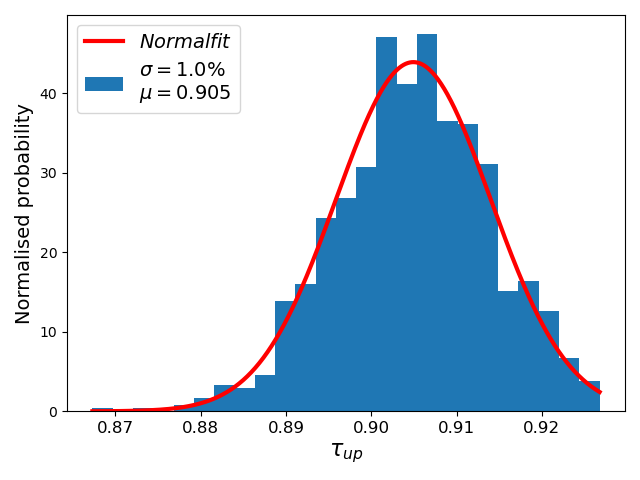 Normalfit
σ = 1.0%
μ = 0.905
Normalised probability
40
30
20
10
0
0.87 0.88 0.89 0.90 0.91 0.92
τ_up